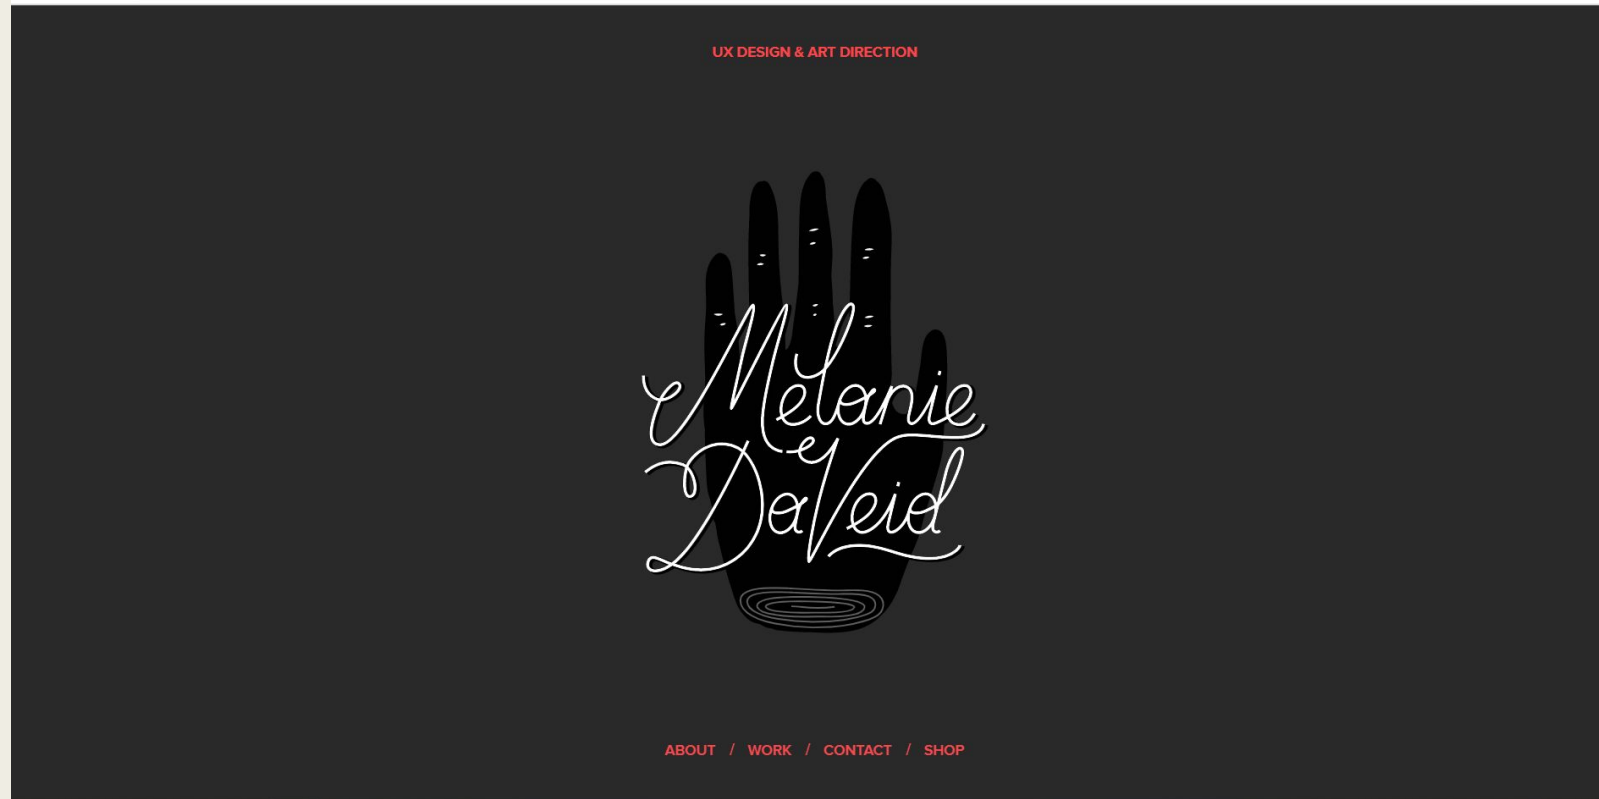 UX DESIGN & ART DIRECTION
Melanie
DaVeid
ABOUT / WORK / CONTACT / SHOP